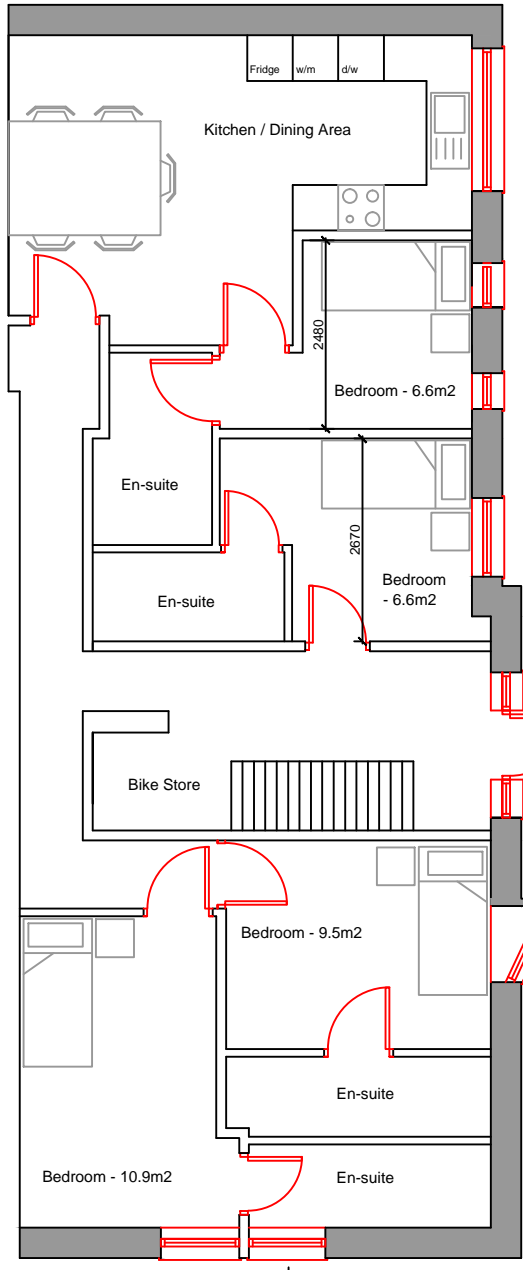 Fridge w/m d/w
Kitchen / Dining Area
2480
Bedroom - 6.6m2
En-suite
2670
Bedroom
- 6.6m2
En-suite
Bike Store
Bedroom - 9.5m2
En-suite
Bedroom - 10.9m2
En-suite